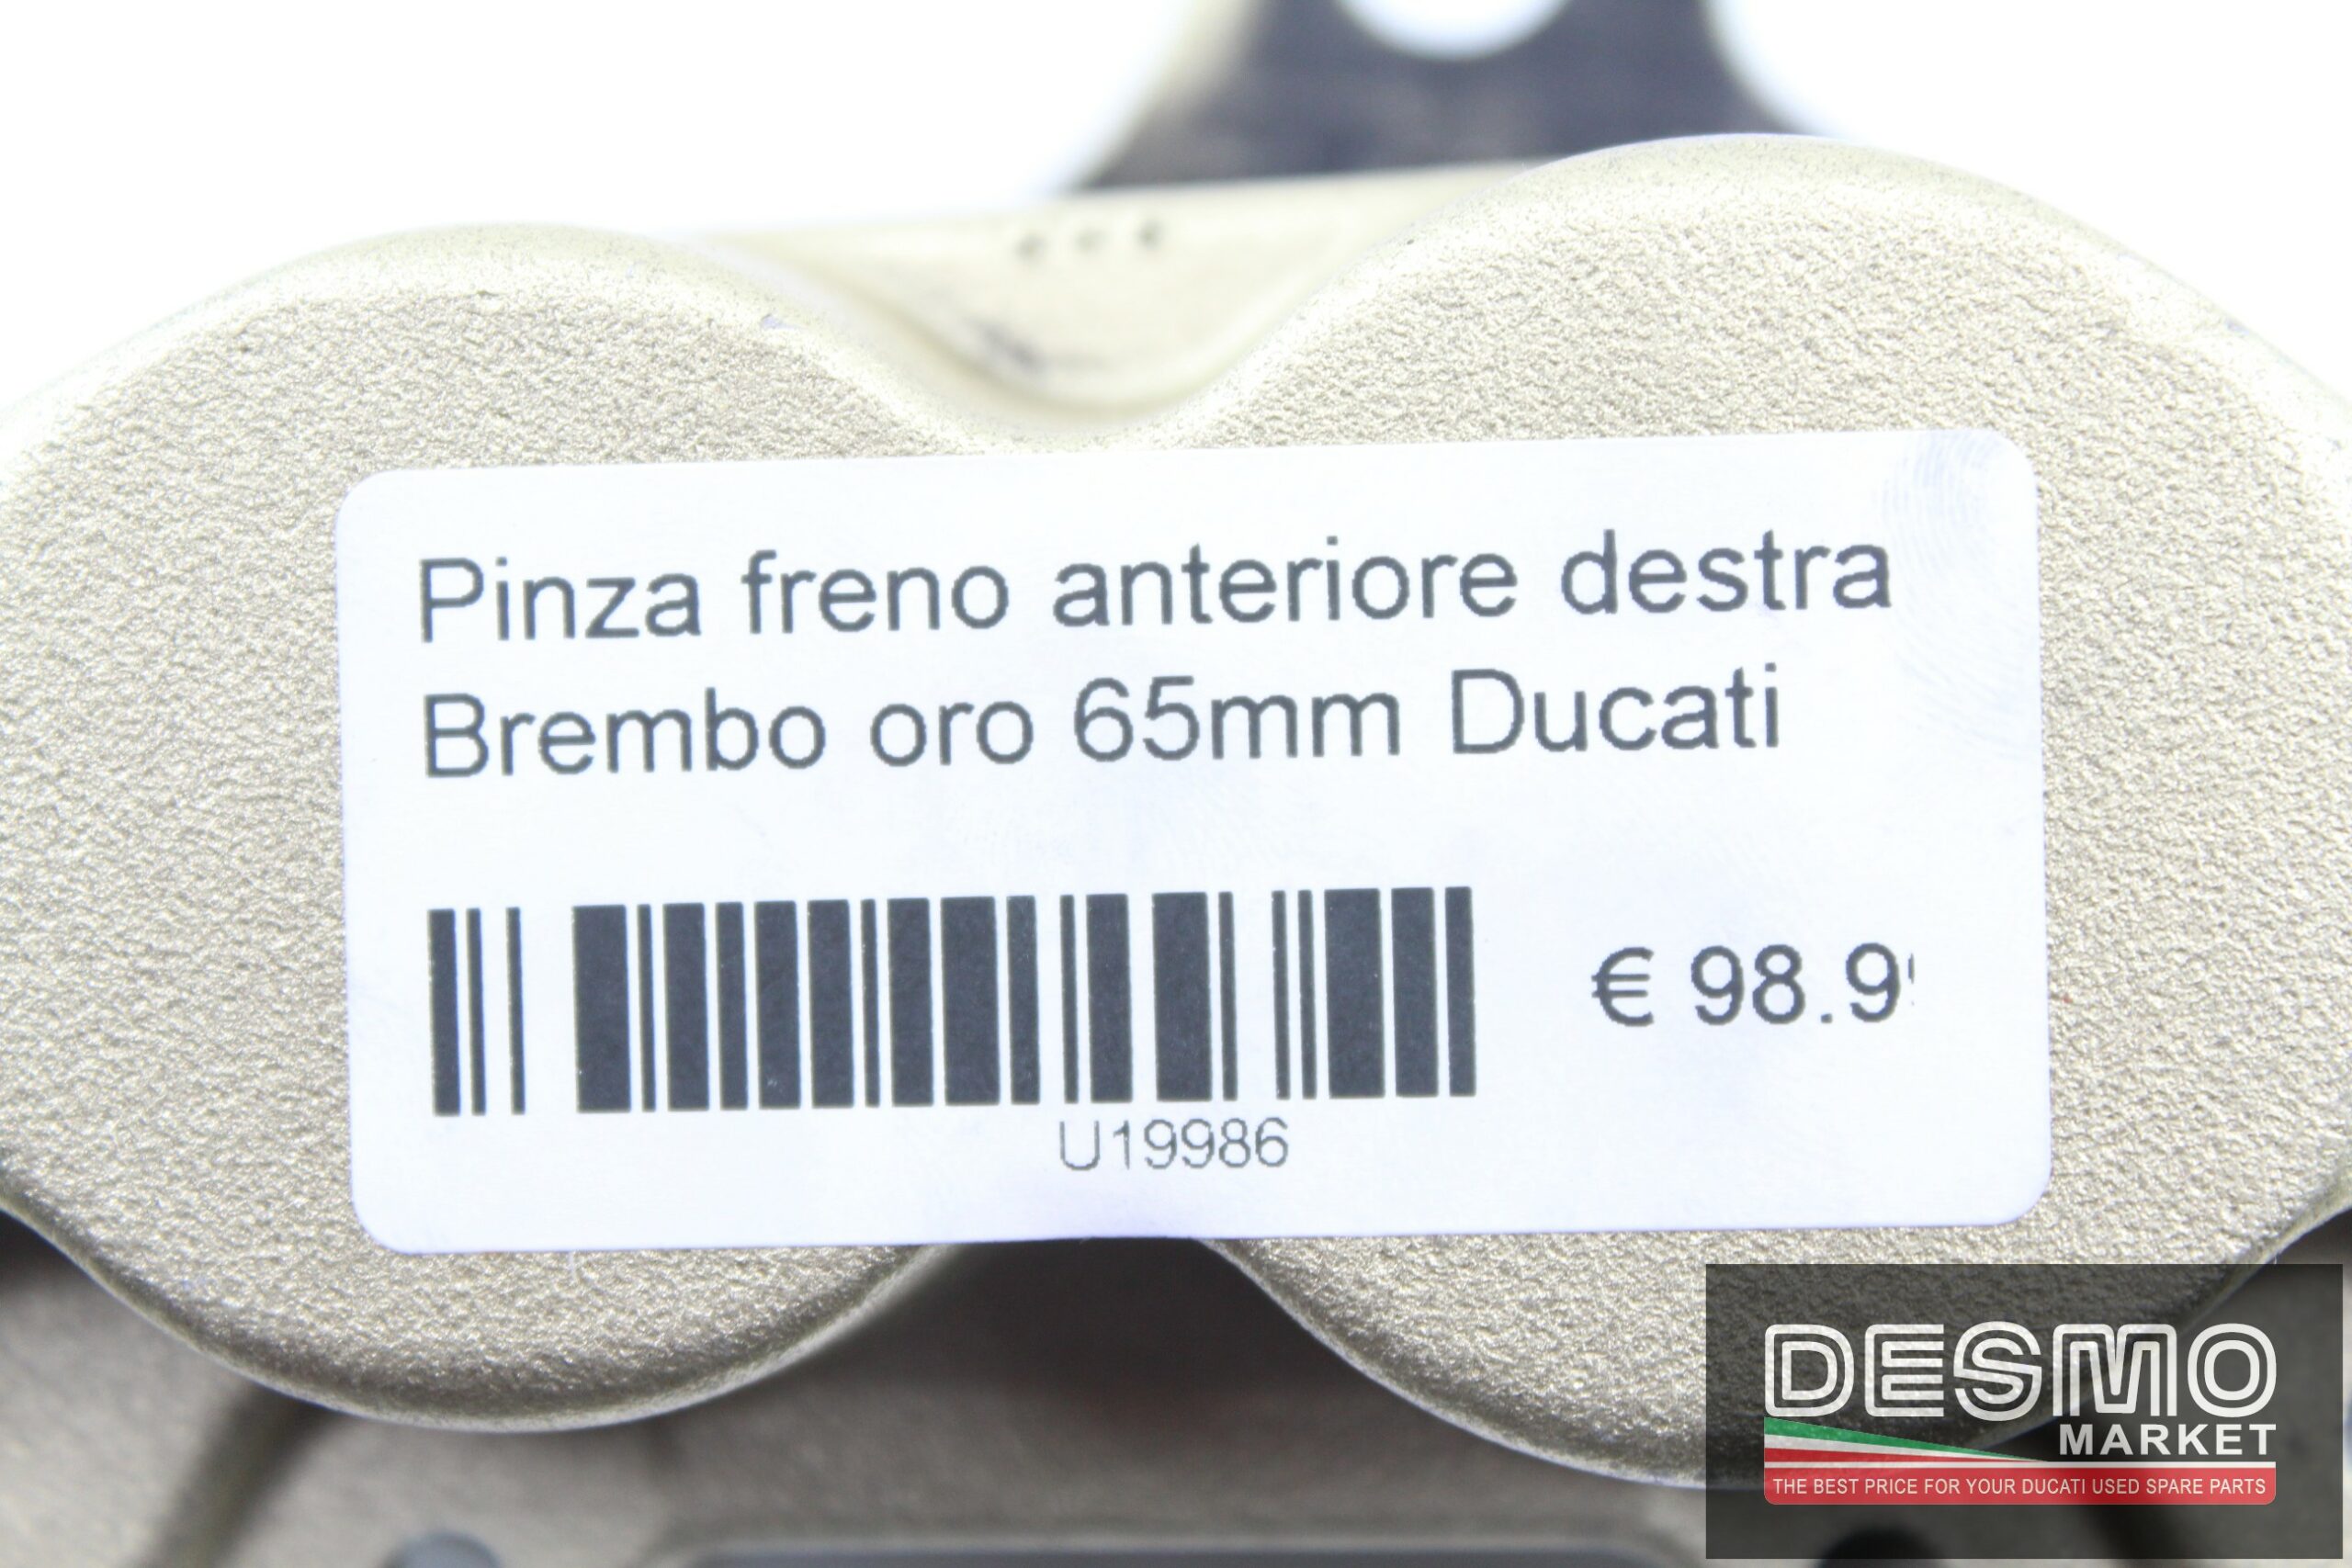 Pinza freno anteriore destra
Brembo oro 65mm Ducati
€ 98.9
U19986
DESMO
MARKET
THE BEST PRICE FOR YOUR DUCATI USED SPARE PARTS